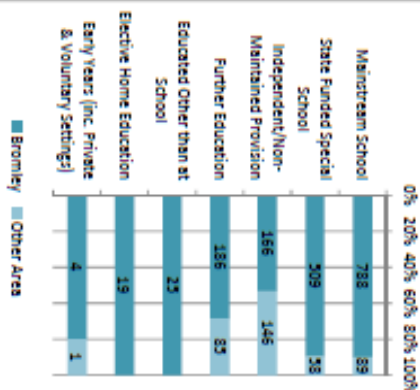 0% 20% 40% 60% 80% 100%
Mainstream School
788 89
State Funded Special
School
509 58
Independent/Non-
Maintained Provision
166 146
Further Education
186 85
Educated Other than at
School
25
Elective Home Education
19
Early Years (inc. Private
& Voluntary Settings)
4 1
Bromley Other Area